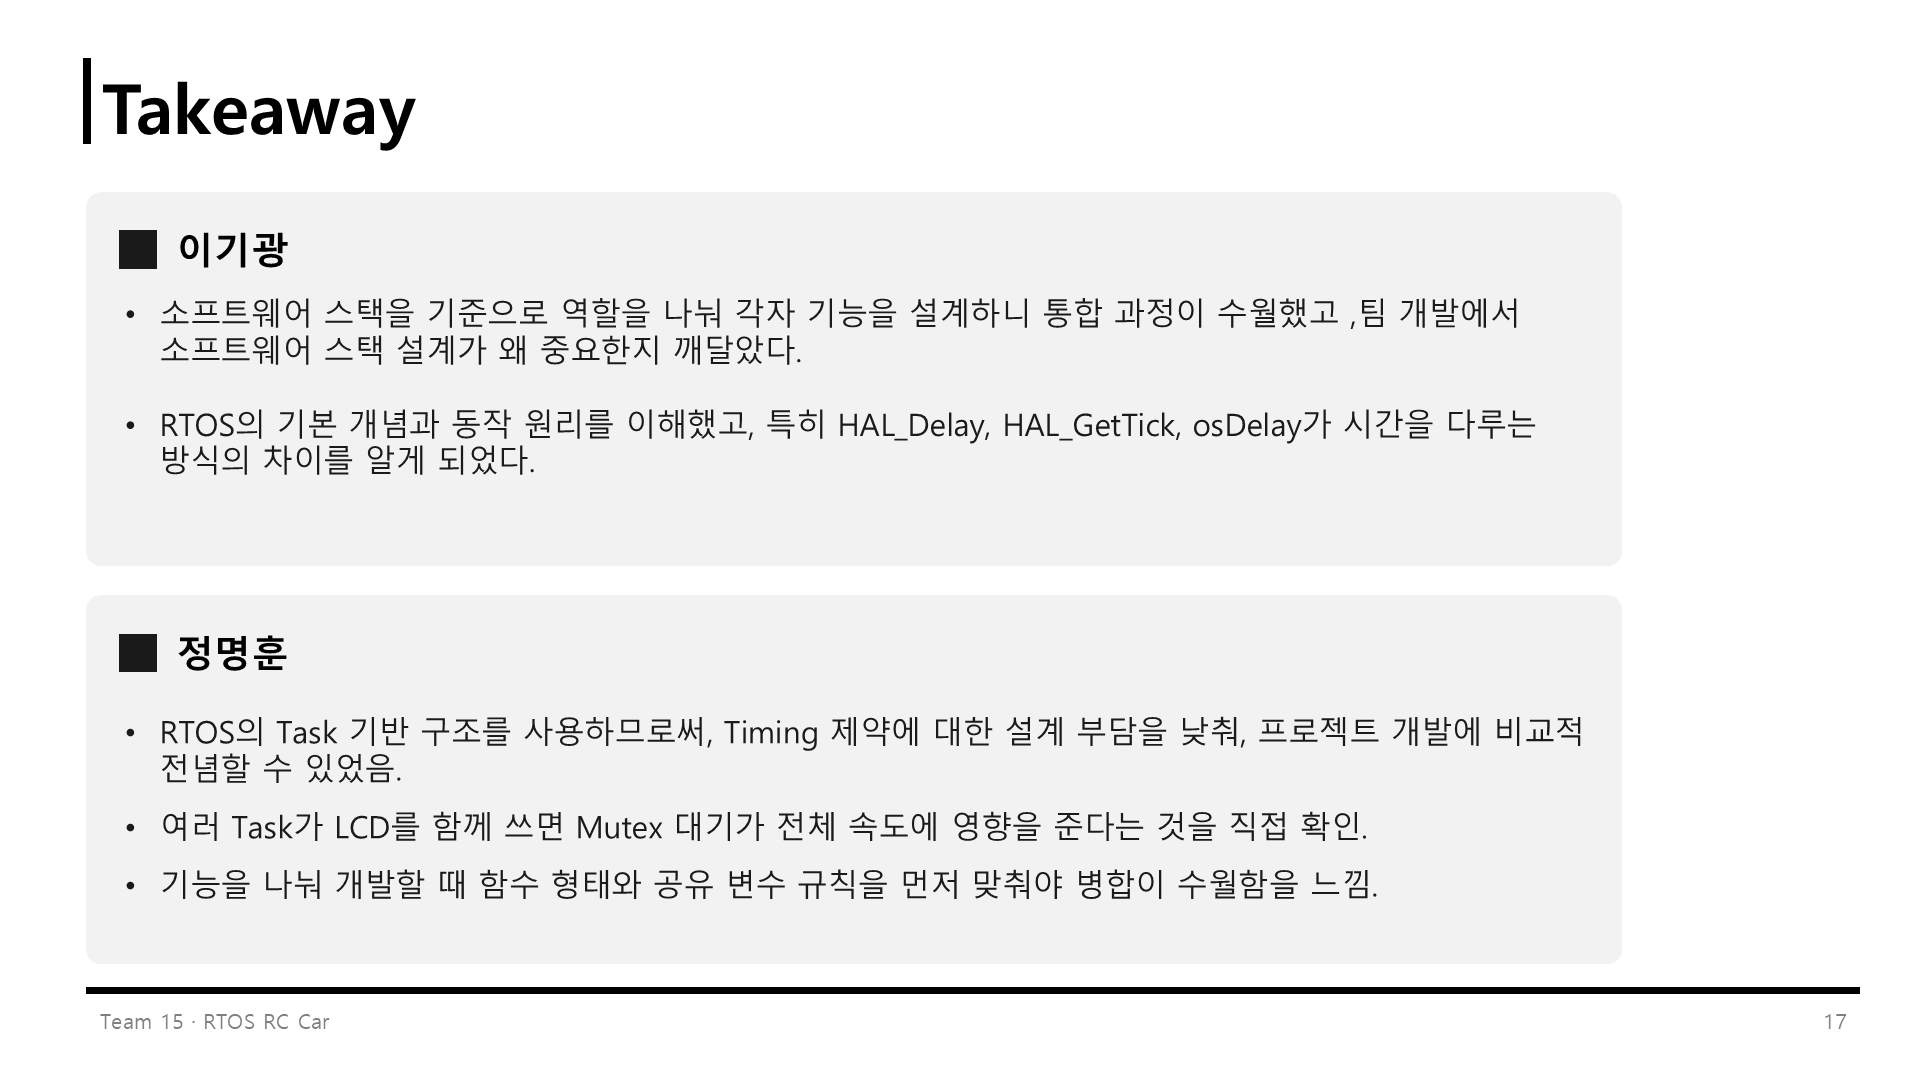 Takeaway
이기광
• 소프트웨어 스택을 기준으로 역할을 나눠 각자 기능을 설계하니 통합 과정이 수월했고 ,팀 개발에서
소프트웨어 스택 설계가 왜 중요한지 깨달았다.
• RTOS의 기본 개념과 동작 원리를 이해했고, 특히 HAL_Delay, HAL_GetTick, osDelay가 시간을 다루는
방식의 차이를 알게 되었다.
정명훈
• RTOS의 Task 기반 구조를 사용하므로써, Timing 제약에 대한 설계 부담을 낮춰, 프로젝트 개발에 비교적
전념할 수 있었음.
• 여러 Task가 LCD를 함께 쓰면 Mutex 대기가 전체 속도에 영향을 준다는 것을 직접 확인.
• 기능을 나눠 개발할 때 함수 형태와 공유 변수 규칙을 먼저 맞춰야 병합이 수월함을 느낌.
Team 15 · RTOS RC Car
17